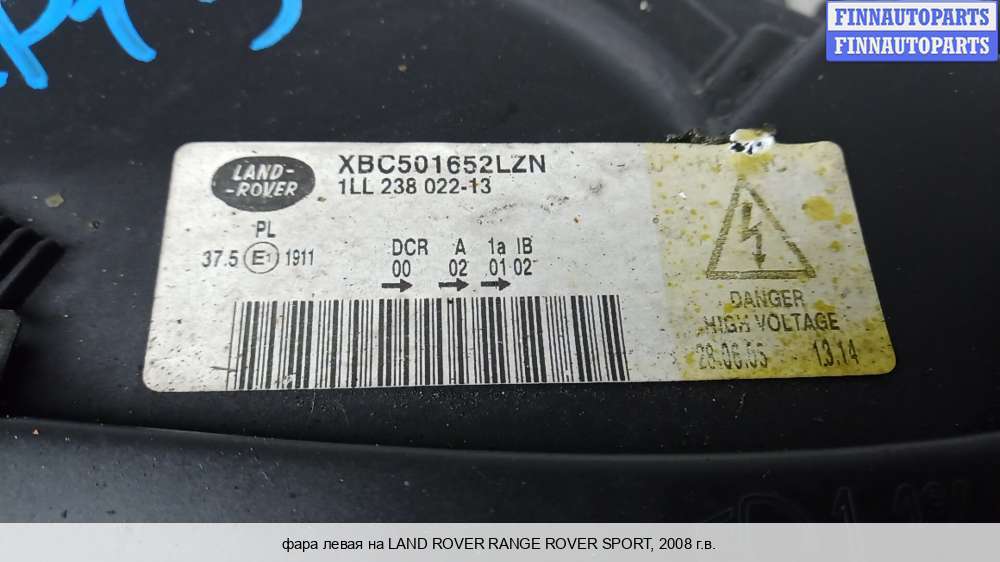 FINNAUTOPARTS
FINNAUTOPARTS
LAND-
-ROVER
XBC501652LZN
1LL 238 022-13
PL
37.5 E1 1911
DCR A 1a IB
00 02 01 02
DANGER
HIGH VOLTAGE
13.14
фара левая на LAND ROVER RANGE ROVER SPORT, 2008 г.в.